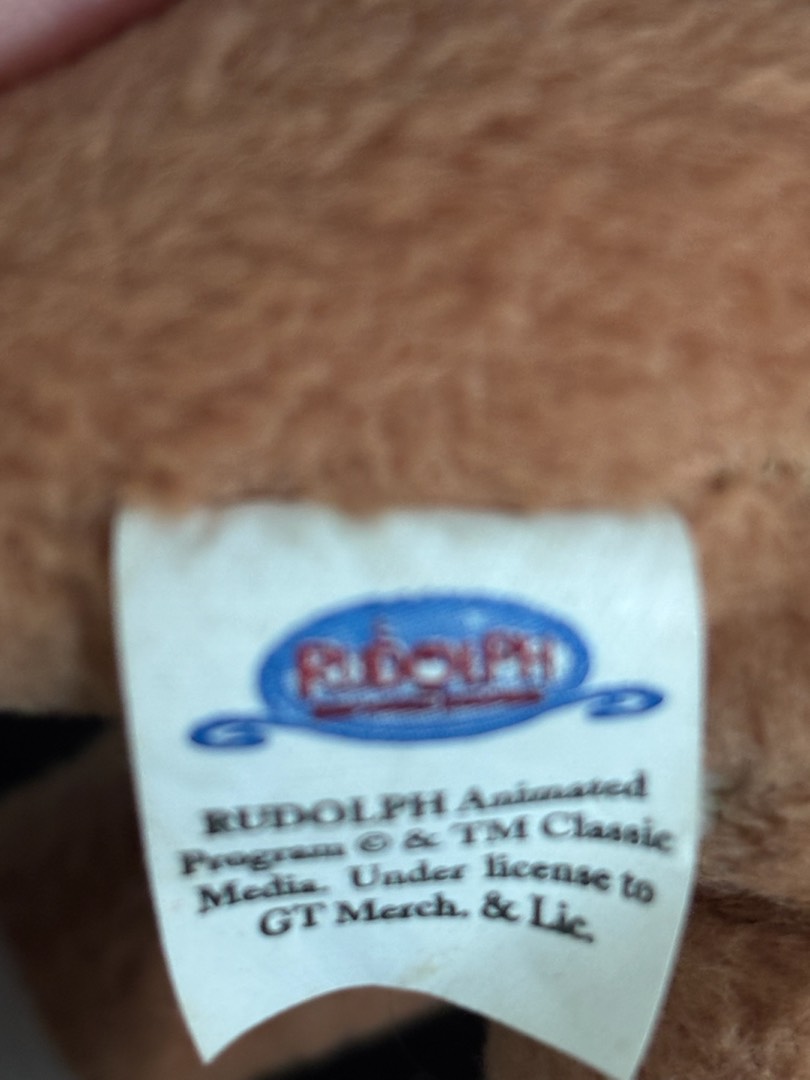 RUDOLPH
RUDOLPH Animated
Program © & TM Classic
Media. Under license to
GT Merch. & Lic.